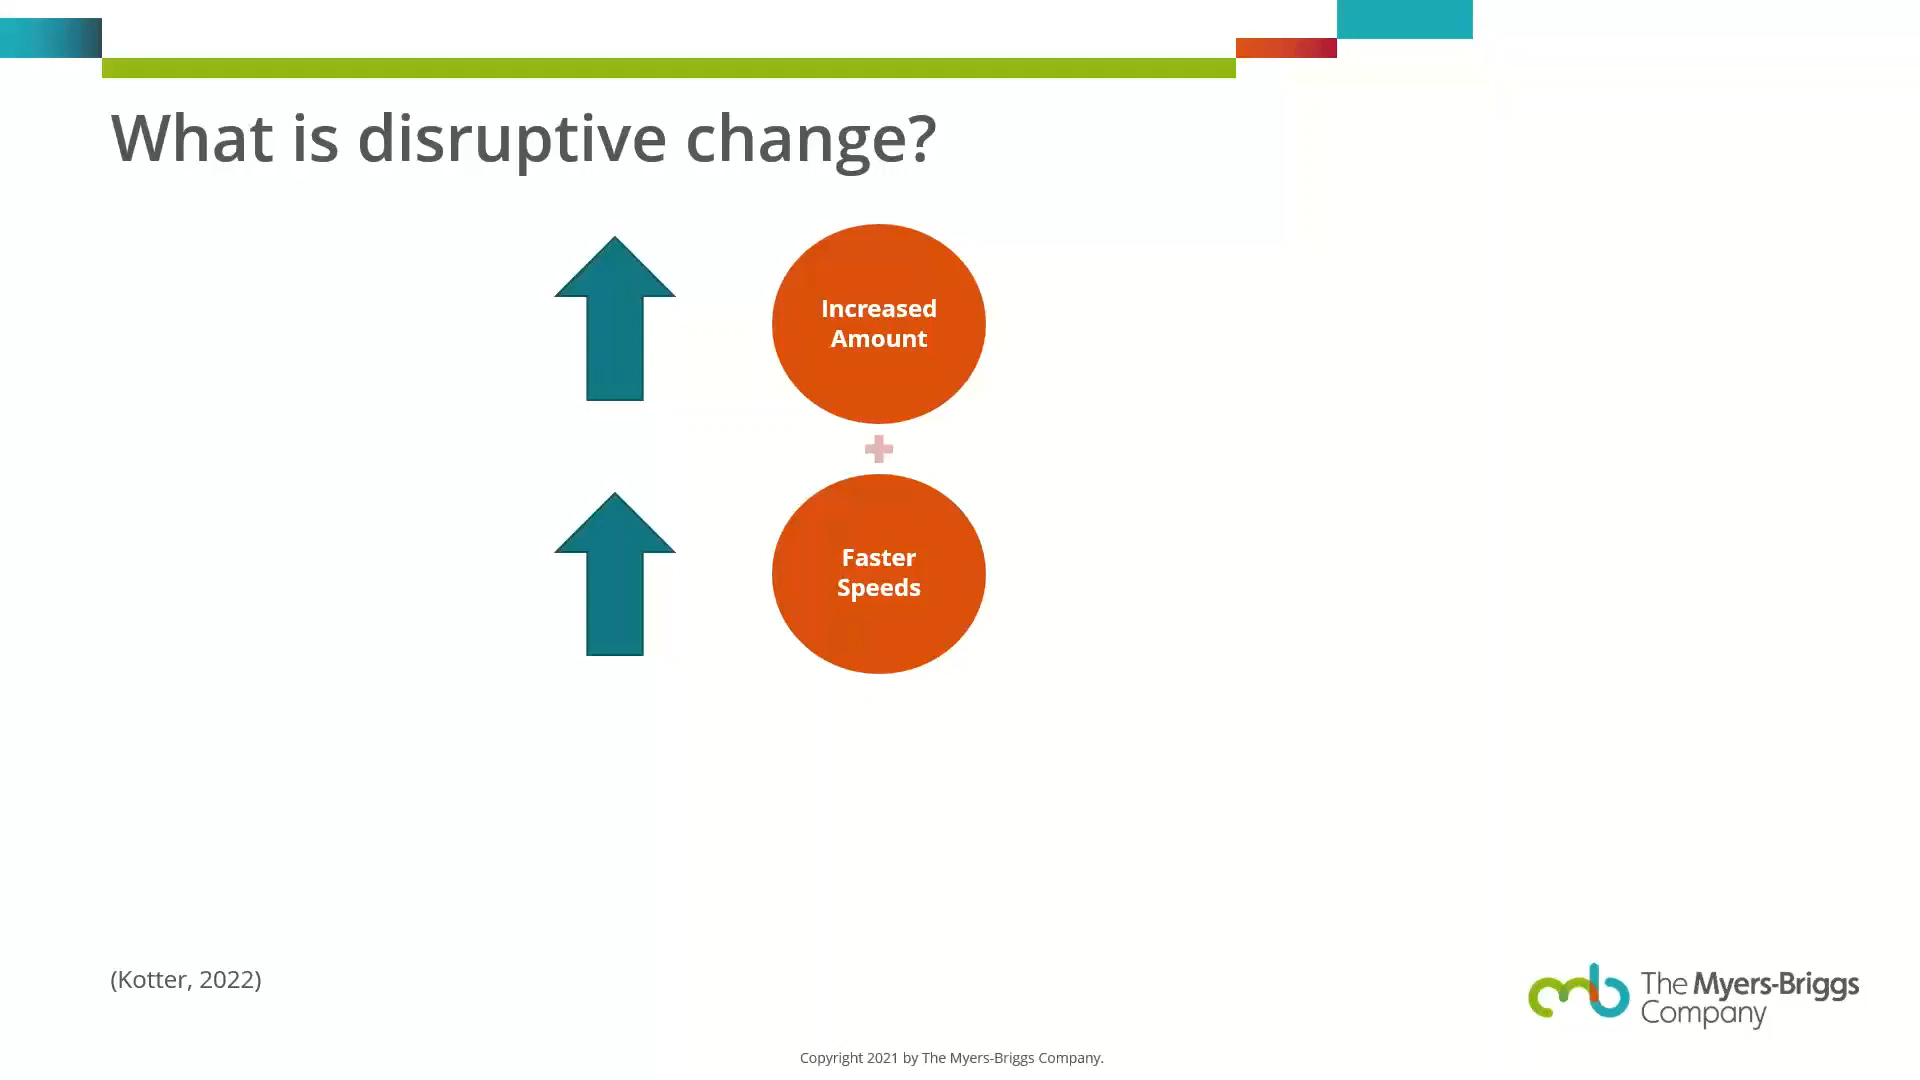 What is disruptive change?
Increased
Amount
Faster
Speeds
(Kotter, 2022)
The Myers-Briggs
Company
Copyright 2021 by The Myers-Briggs Company.